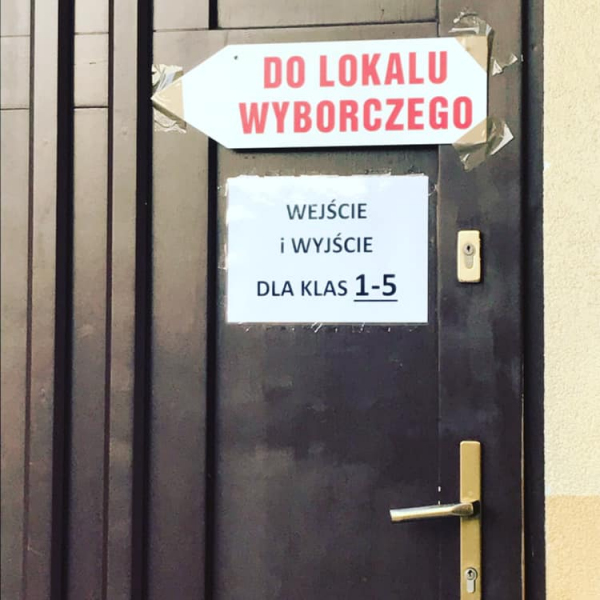 DO LOKALU
WYBORCZEGO
WEJŚCIE
i WYJŚCIE
DLA KLAS 1-5